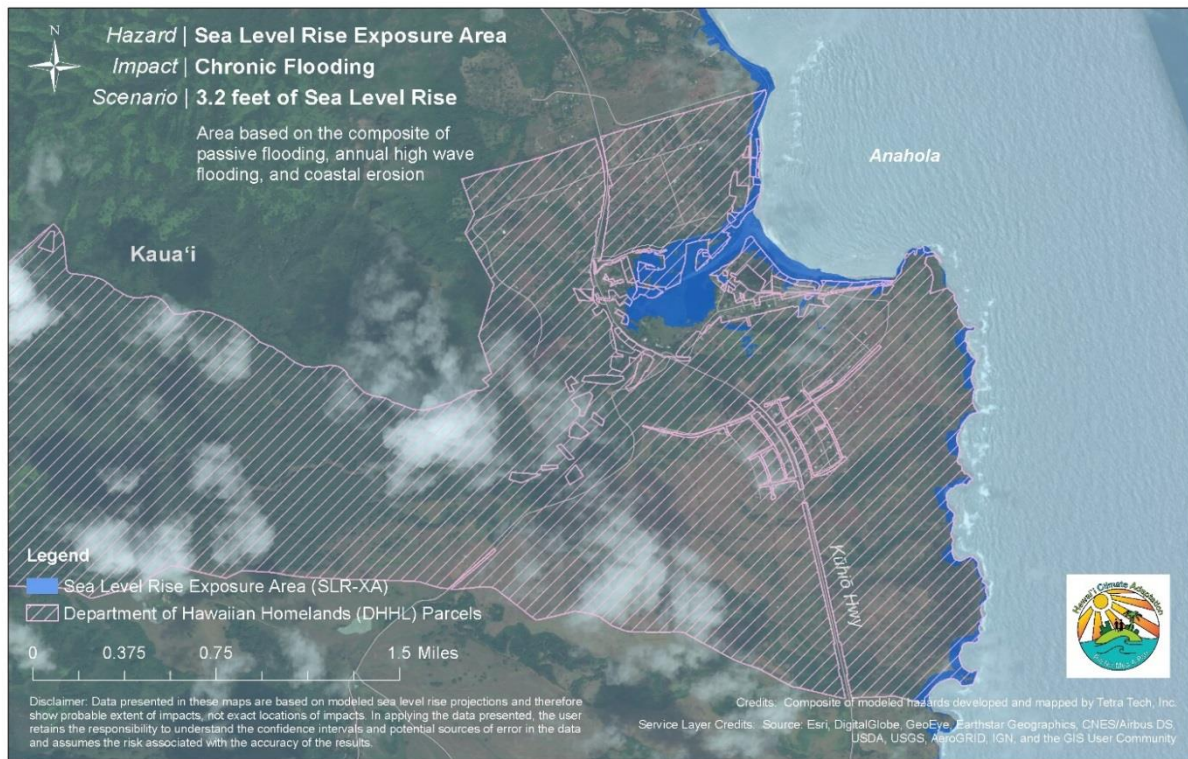 N
Hazard | Sea Level Rise Exposure Area
Impact | Chronic Flooding
Scenario | 3.2 feet of Sea Level Rise
Area based on the composite of
passive flooding, annual high wave
flooding, and coastal erosion
Anahola
Kauaʻi
Kūhiō Hwy
Legend
Sea Level Rise Exposure Area (SLR-XA)
Department of Hawaiian Homelands (DHHL) Parcels
0 0.375 0.75 1.5 Miles
Disclaimer: Data presented in these maps are based on modeled sea level rise projections and therefore
show probable extent of impacts, not exact locations of impacts. In applying the data presented, the user
retains the responsibility to understand the confidence intervals and potential sources of error in the data
and assumes the risk associated with the accuracy of the results.
Hawaiʻi Climate Adaptation
Credits: Composite of modeled hazards developed and mapped by Tetra Tech, Inc.
Service Layer Credits: Source: Esri, DigitalGlobe, GeoEye, Earthstar Geographics, CNES/Airbus DS,
USDA, USGS, AeroGRID, IGN, and the GIS User Community